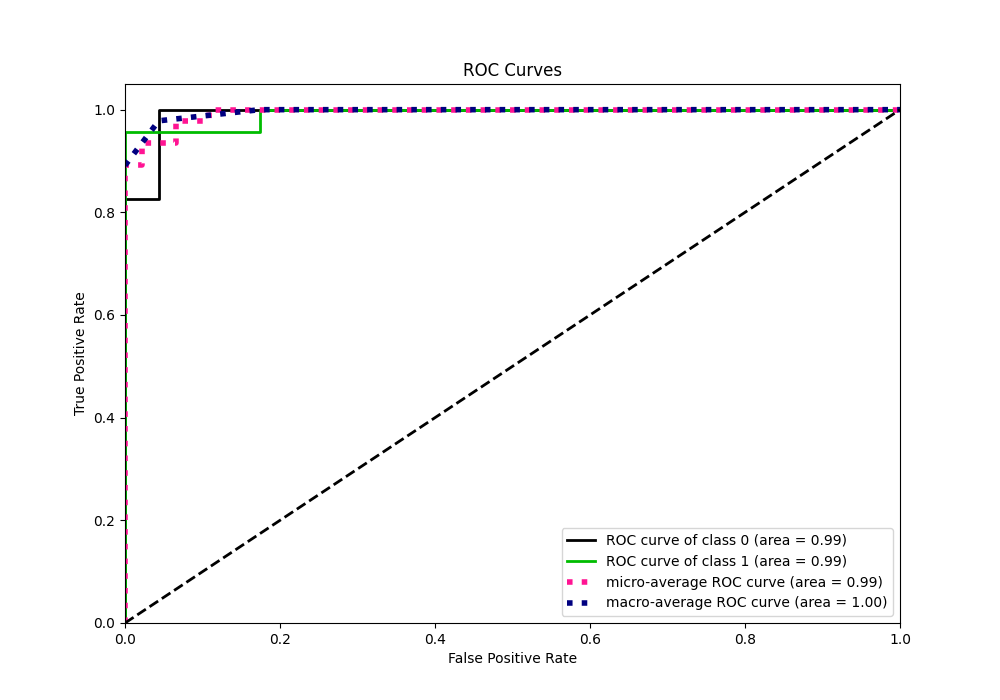 ROC Curves
True Positive Rate
1.0
0.8
0.6
0.4
0.2
0.0
0.0 0.2 0.4 0.6 0.8 1.0
False Positive Rate
ROC curve of class 0 (area = 0.99)
ROC curve of class 1 (area = 0.99)
micro-average ROC curve (area = 0.99)
macro-average ROC curve (area = 1.00)